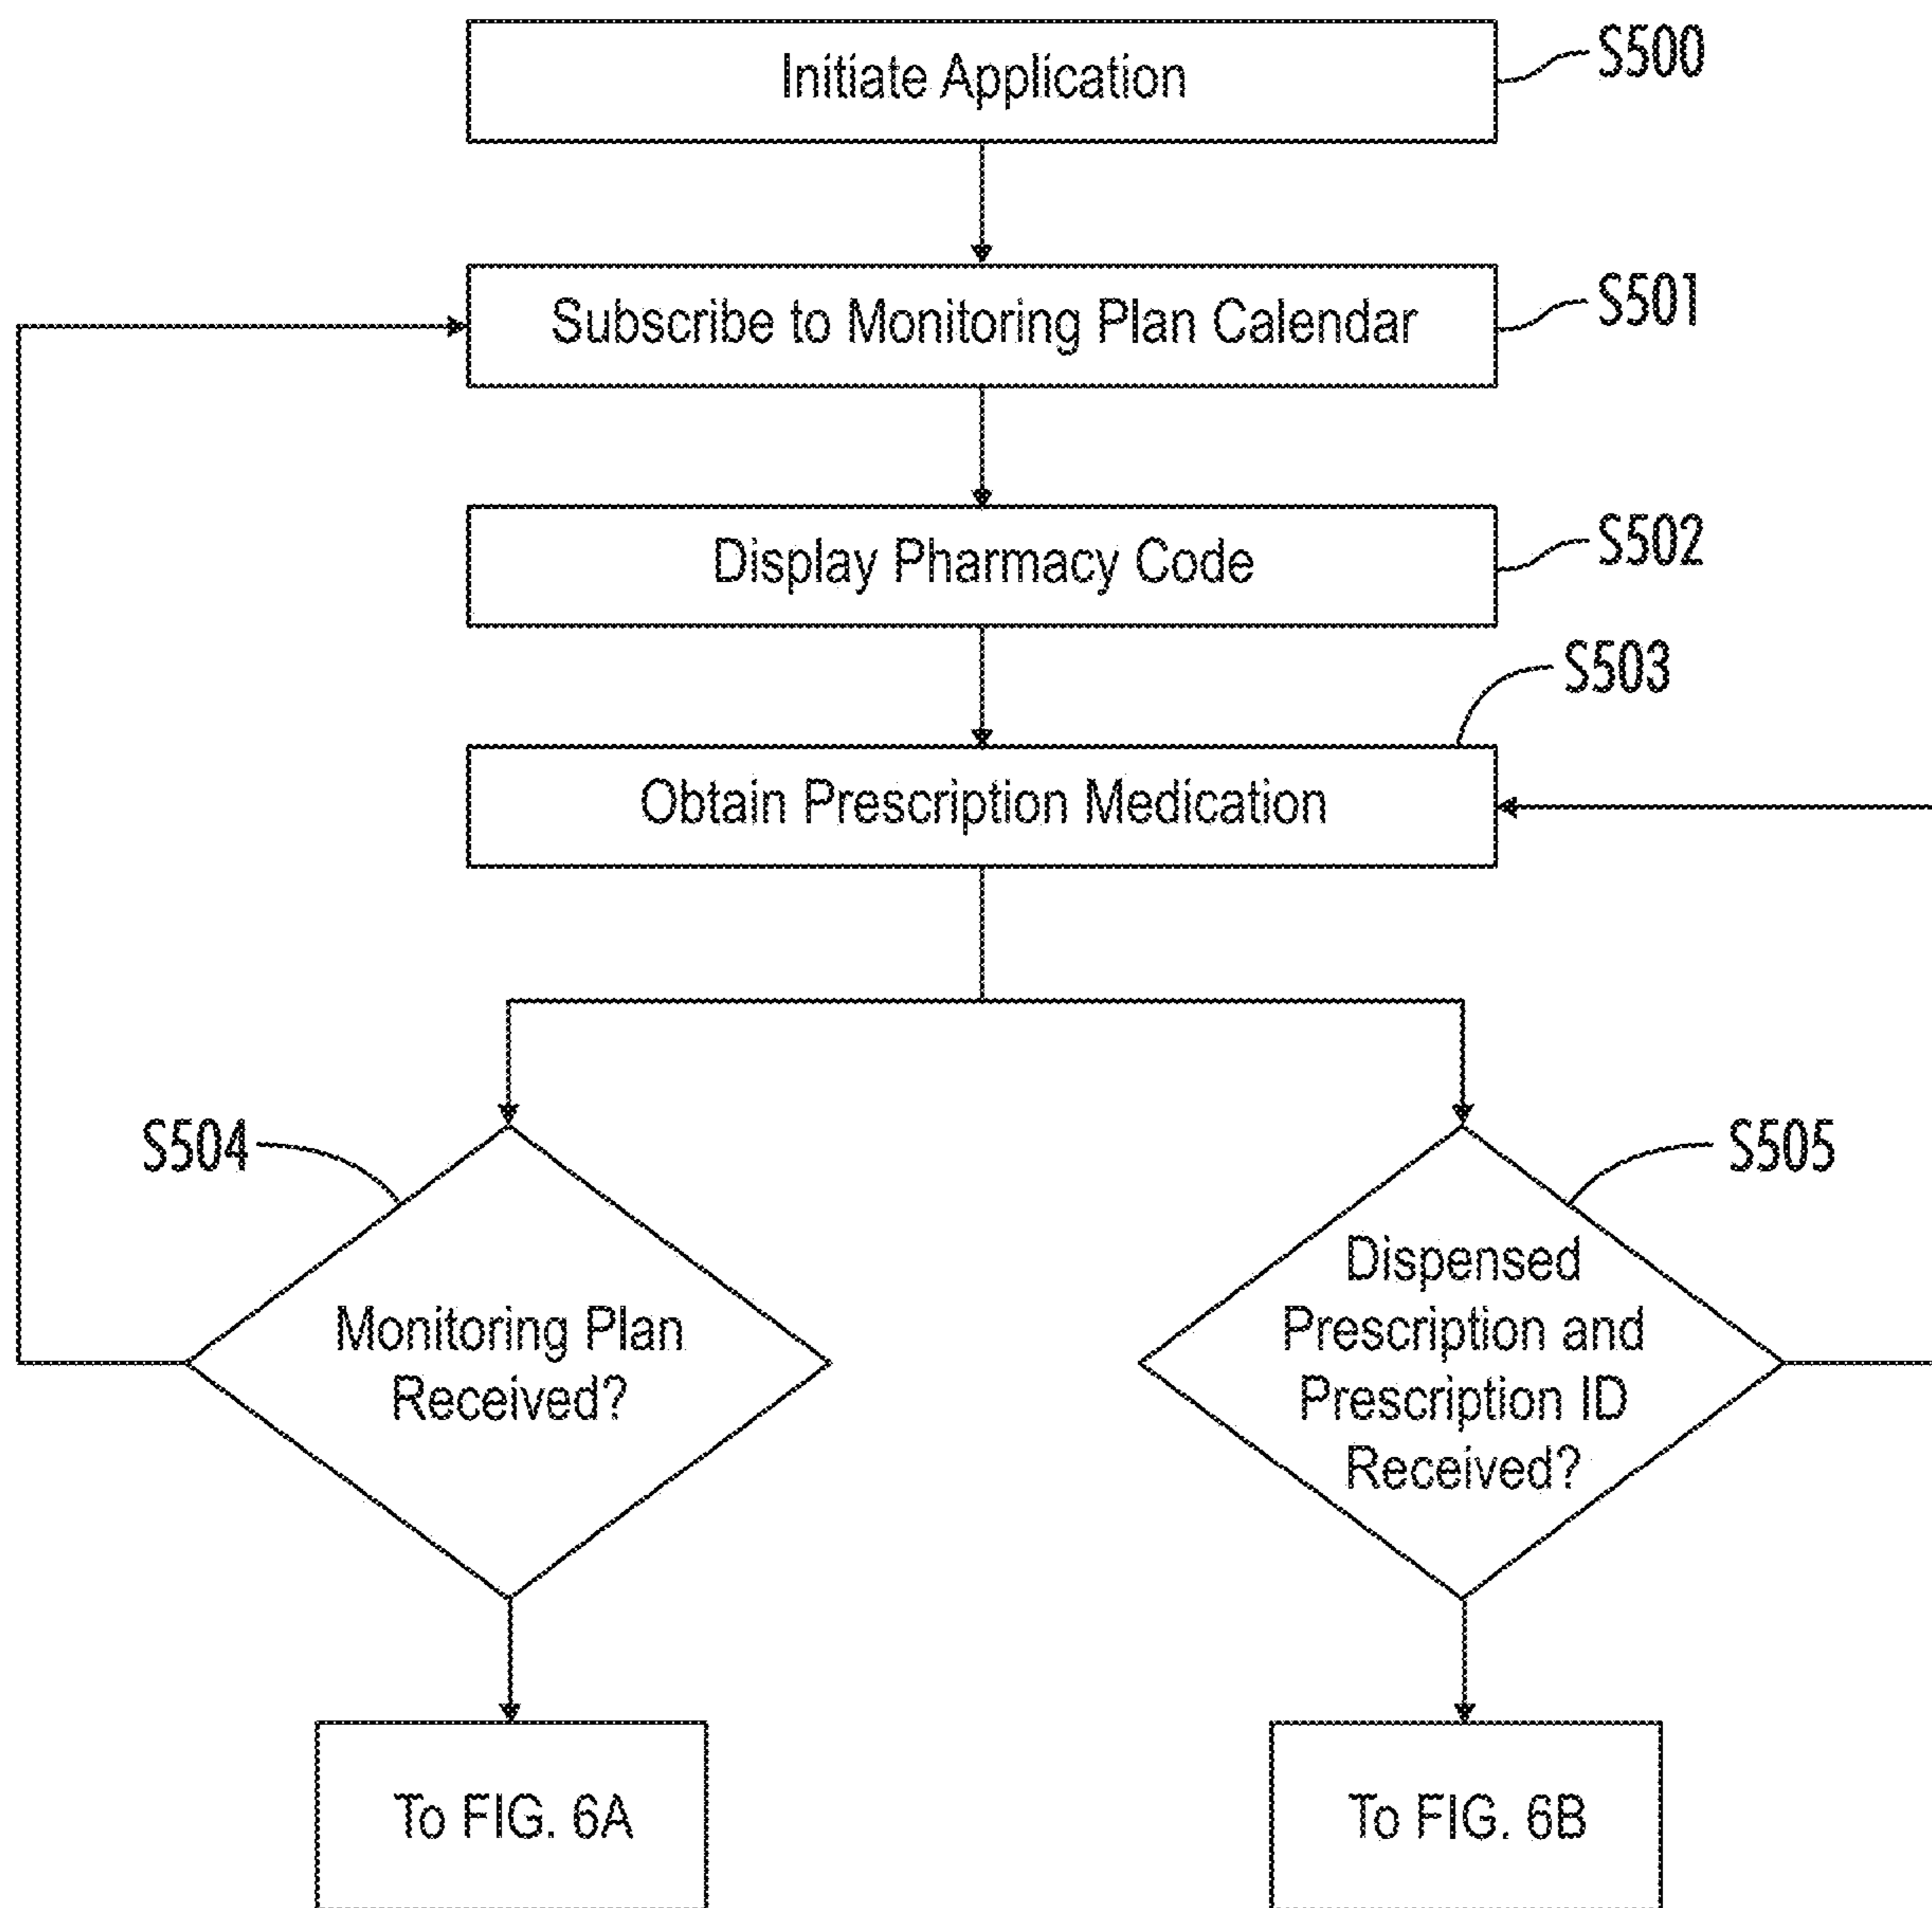 Initiate Application
S500
Subscribe to Monitoring Plan Calendar
S501
Display Pharmacy Code
S502
S503
Obtain Prescription Medication
S504
Monitoring Plan
Received?
S505
Dispensed
Prescription and
Prescription ID
Received?
To FIG. 6A
To FIG. 6B